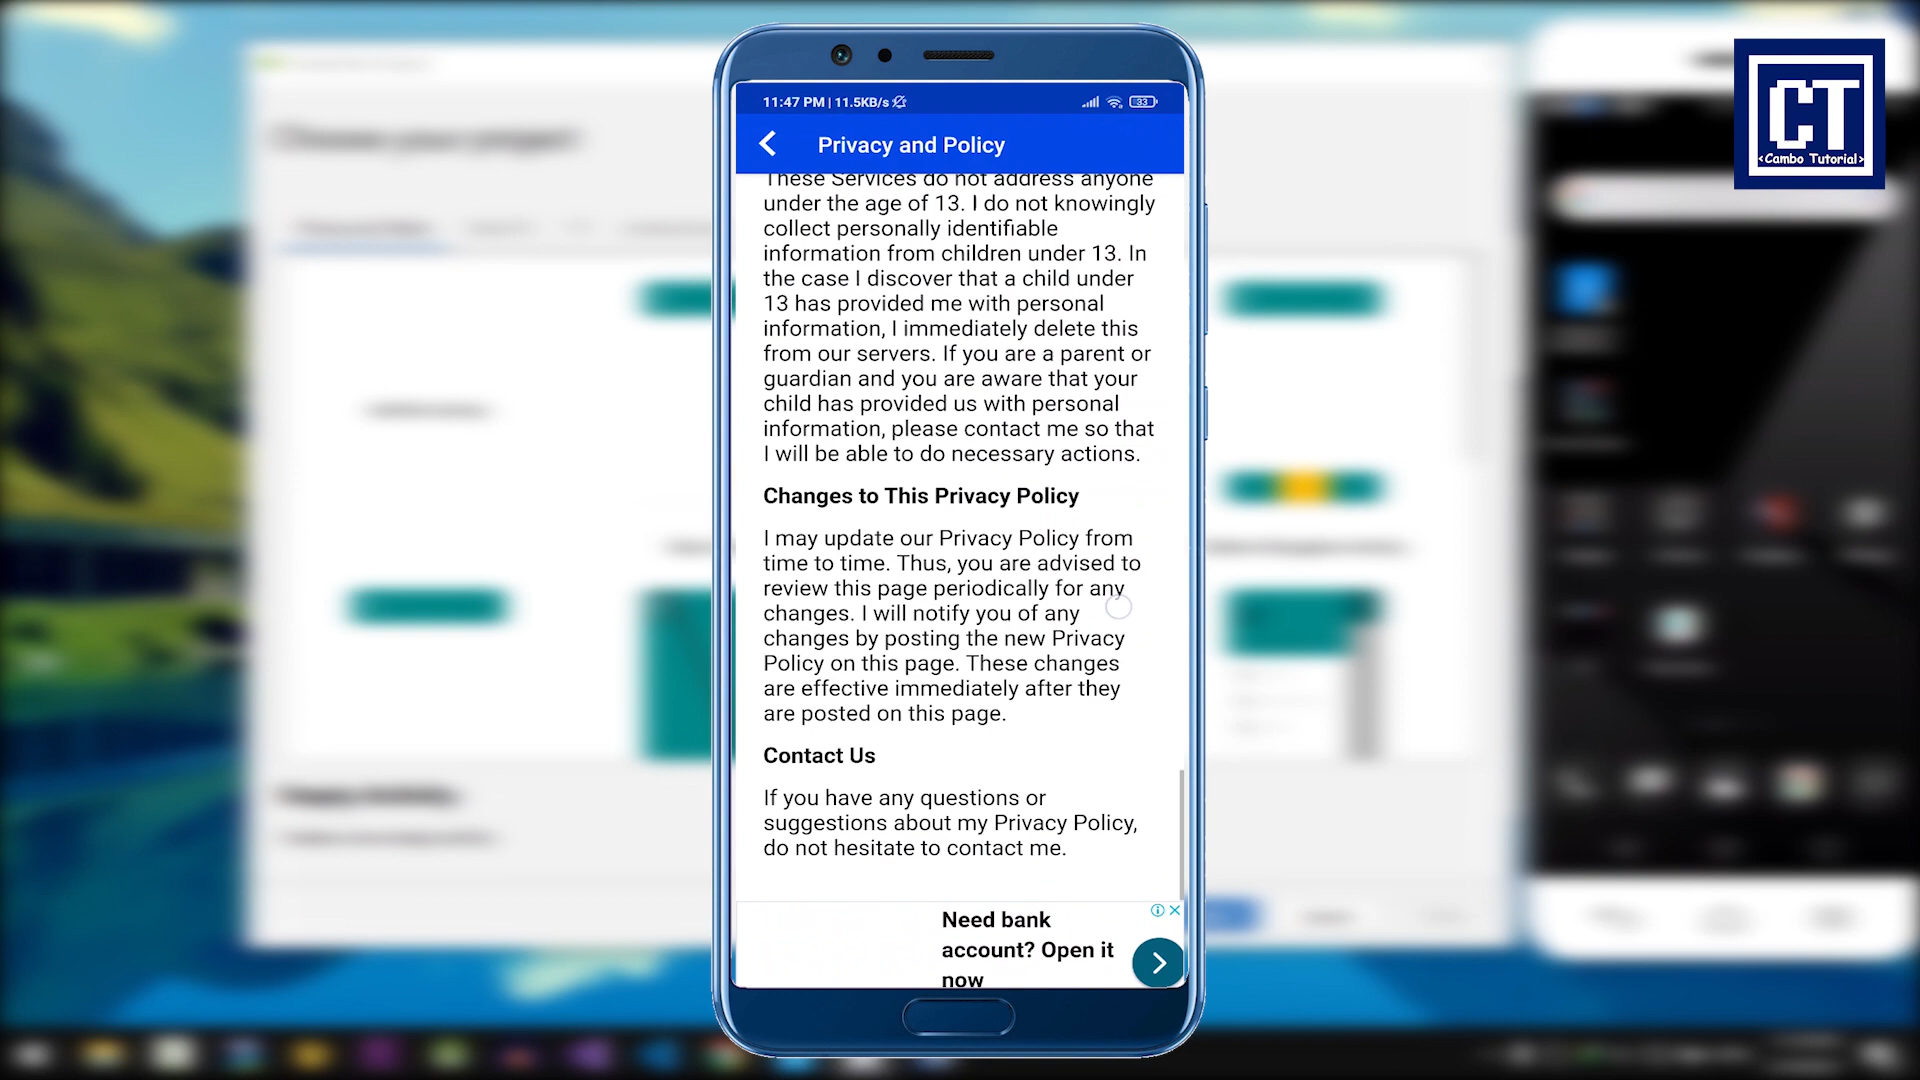 CT
<Cambo Tutorial>
11:47 PM | 11.5KB/s
33
Privacy and Policy
These Services do not address anyone
under the age of 13. I do not knowingly
collect personally identifiable
information from children under 13. In
the case I discover that a child under
13 has provided me with personal
information, I immediately delete this
from our servers. If you are a parent or
guardian and you are aware that your
child has provided us with personal
information, please contact me so that
I will be able to do necessary actions.
Changes to This Privacy Policy
I may update our Privacy Policy from
time to time. Thus, you are advised to
review this page periodically for any
changes. I will notify you of any
changes by posting the new Privacy
Policy on this page. These changes
are effective immediately after they
are posted on this page.
Contact Us
If you have any questions or
suggestions about my Privacy Policy,
do not hesitate to contact me.
Need bank
account? Open it
now